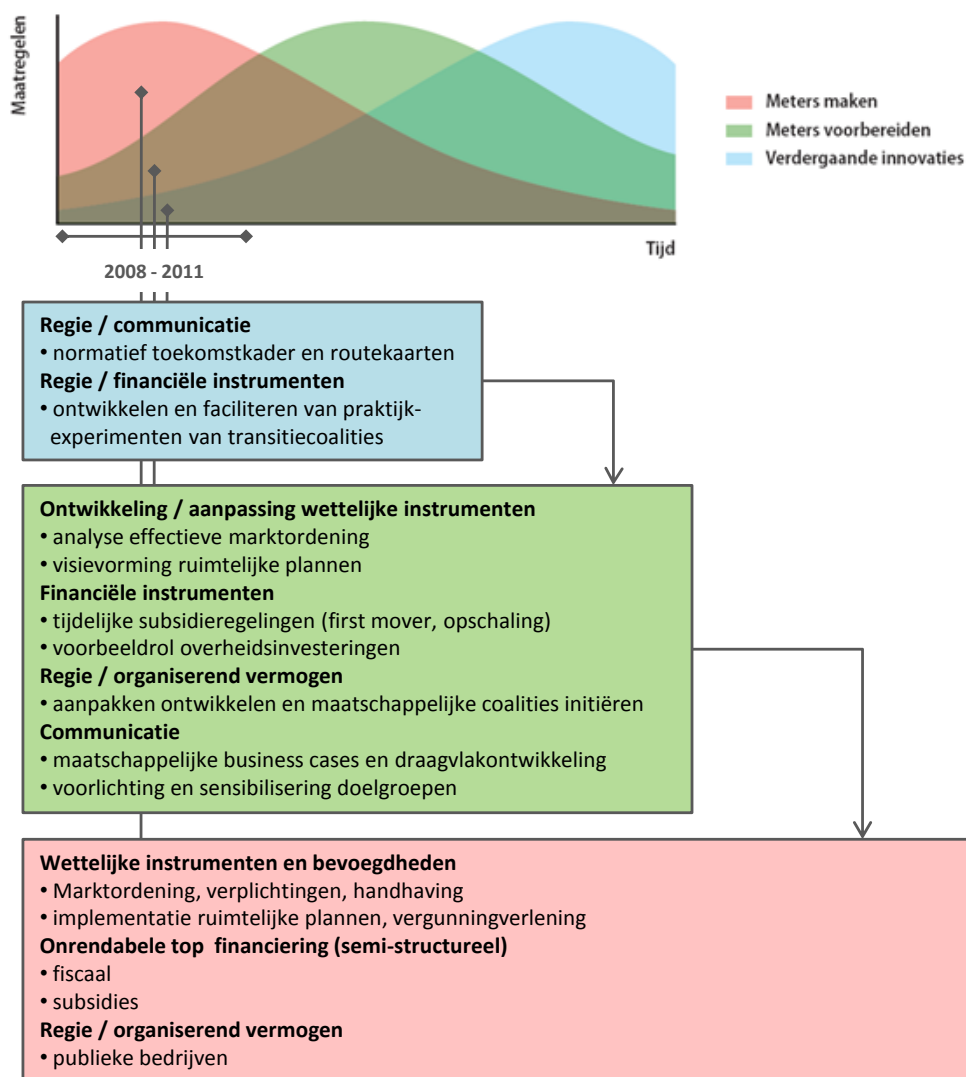 Maatregelen
Meters maken
Meters voorbereiden
Verdergaande innovaties
Tijd
2008 - 2011
Regie / communicatie
• normatief toekomstkader en routekaarten
Regie / financiële instrumenten
• ontwikkelen en faciliteren van praktijk-
experimenten van transitiecoalities
Ontwikkeling / aanpassing wettelijke instrumenten
• analyse effectieve marktordening
• visievorming ruimtelijke plannen
Financiële instrumenten
• tijdelijke subsidieregelingen (first mover, opschaling)
• voorbeeldrol overheidsinvesteringen
Regie / organiserend vermogen
• aanpakken ontwikkelen en maatschappelijke coalities initiëren
Communicatie
• maatschappelijke business cases en draagvlakontwikkeling
• voorlichting en sensibilisering doelgroepen
Wettelijke instrumenten en bevoegdheden
• Marktordening, verplichtingen, handhaving
• implementatie ruimtelijke plannen, vergunningverlening
Onrendabele top  financiering (semi-structureel)
• fiscaal
• subsidies
Regie / organiserend vermogen
• publieke bedrijven